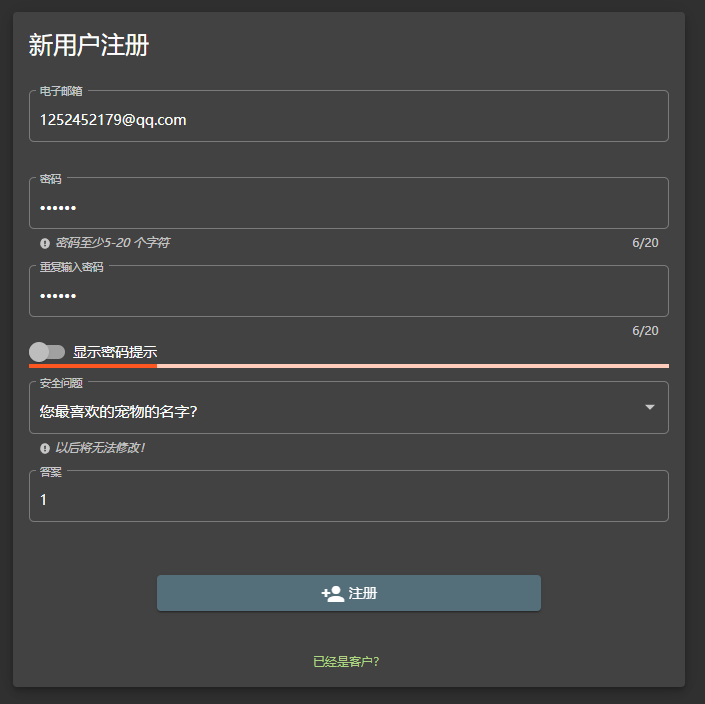 新用户注册
电子邮箱
1252452179@qq.com
密码
••••••
密码至少5-20 个字符
6/20
重复输入密码
••••••
6/20
显示密码提示
安全问题
您最喜欢的宠物的名字?
以后将无法修改!
答案
1
注册
已经是客户?